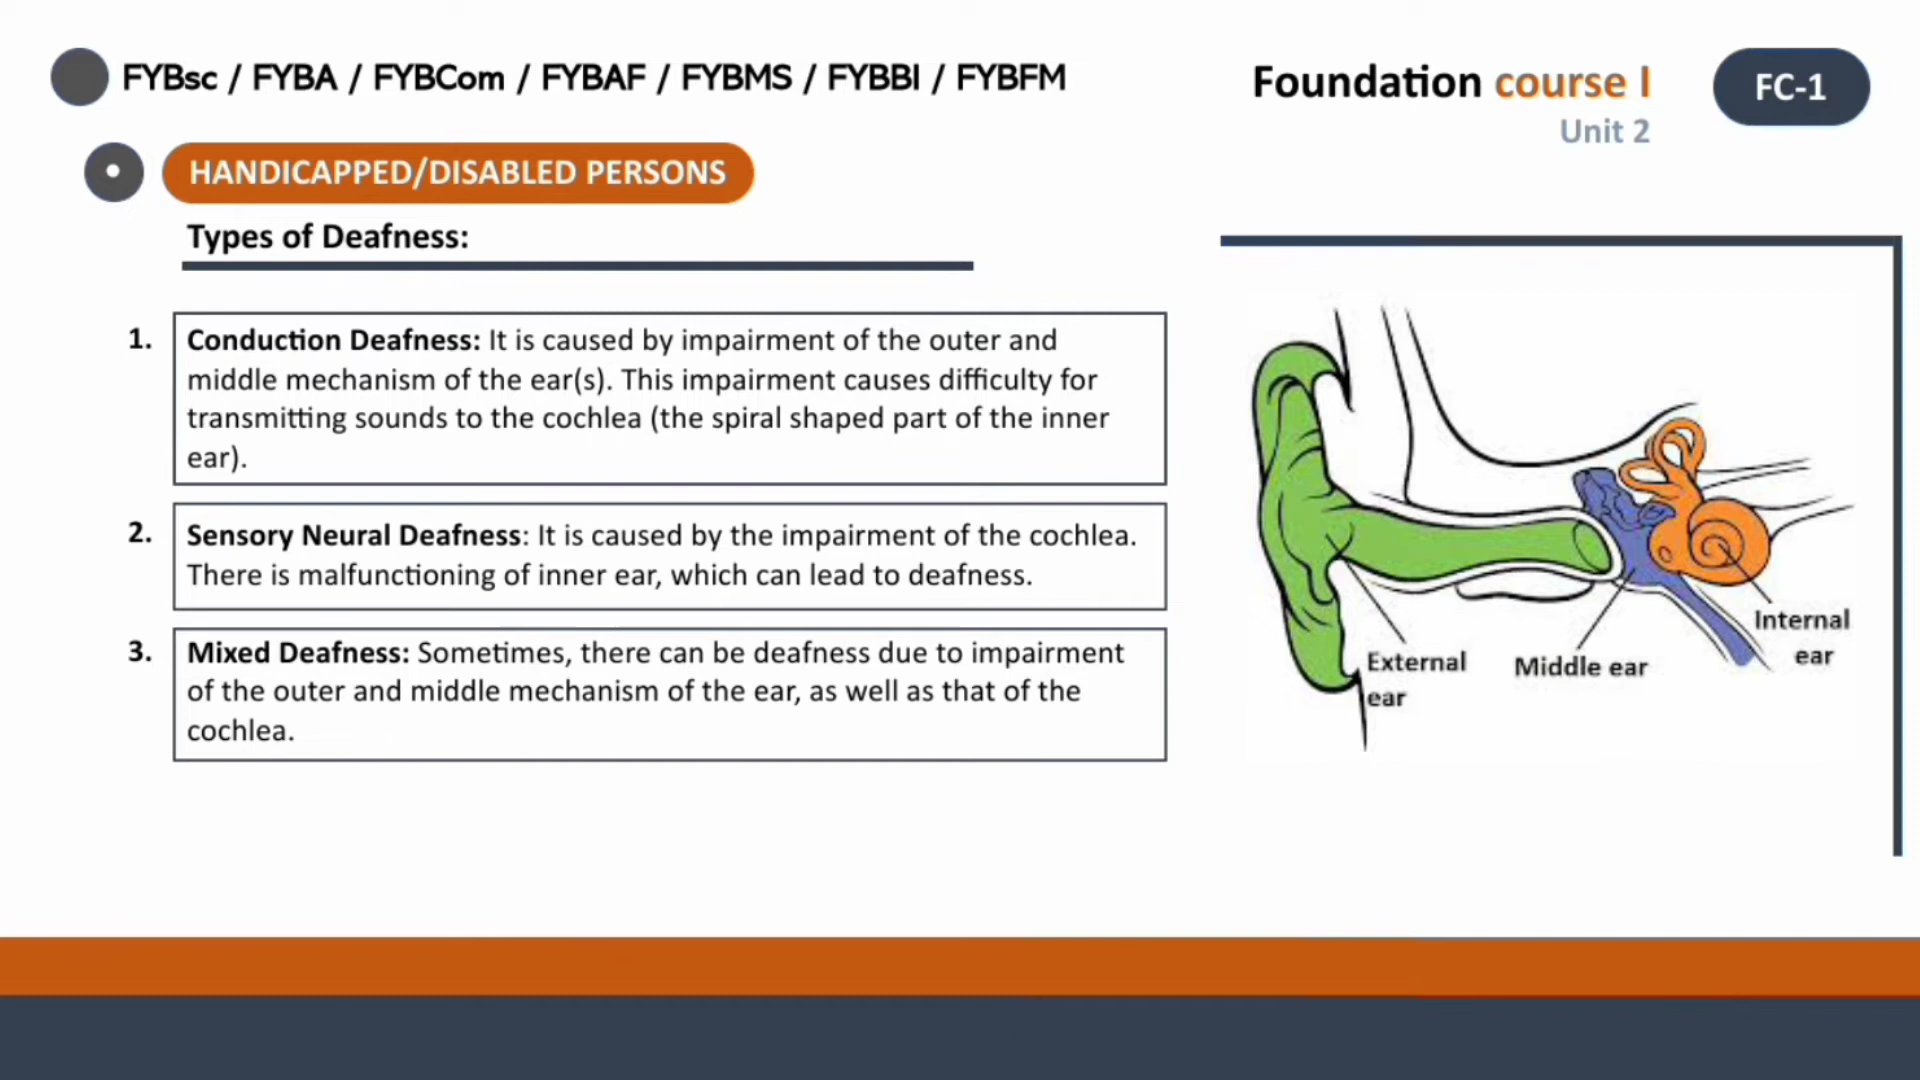 FYBsc / FYBA / FYBCom / FYBAF / FYBMS / FYBBI / FYBFM
Foundation course I
FC-1
Unit 2
HANDICAPPED/DISABLED PERSONS
Types of Deafness:
1. Conduction Deafness: It is caused by impairment of the outer and
middle mechanism of the ear(s). This impairment causes difficulty for
transmitting sounds to the cochlea (the spiral shaped part of the inner
ear).
2. Sensory Neural Deafness: It is caused by the impairment of the cochlea.
There is malfunctioning of inner ear, which can lead to deafness.
3. Mixed Deafness: Sometimes, there can be deafness due to impairment
of the outer and middle mechanism of the ear, as well as that of the
cochlea.
External
ear
Middle ear
Internal
ear